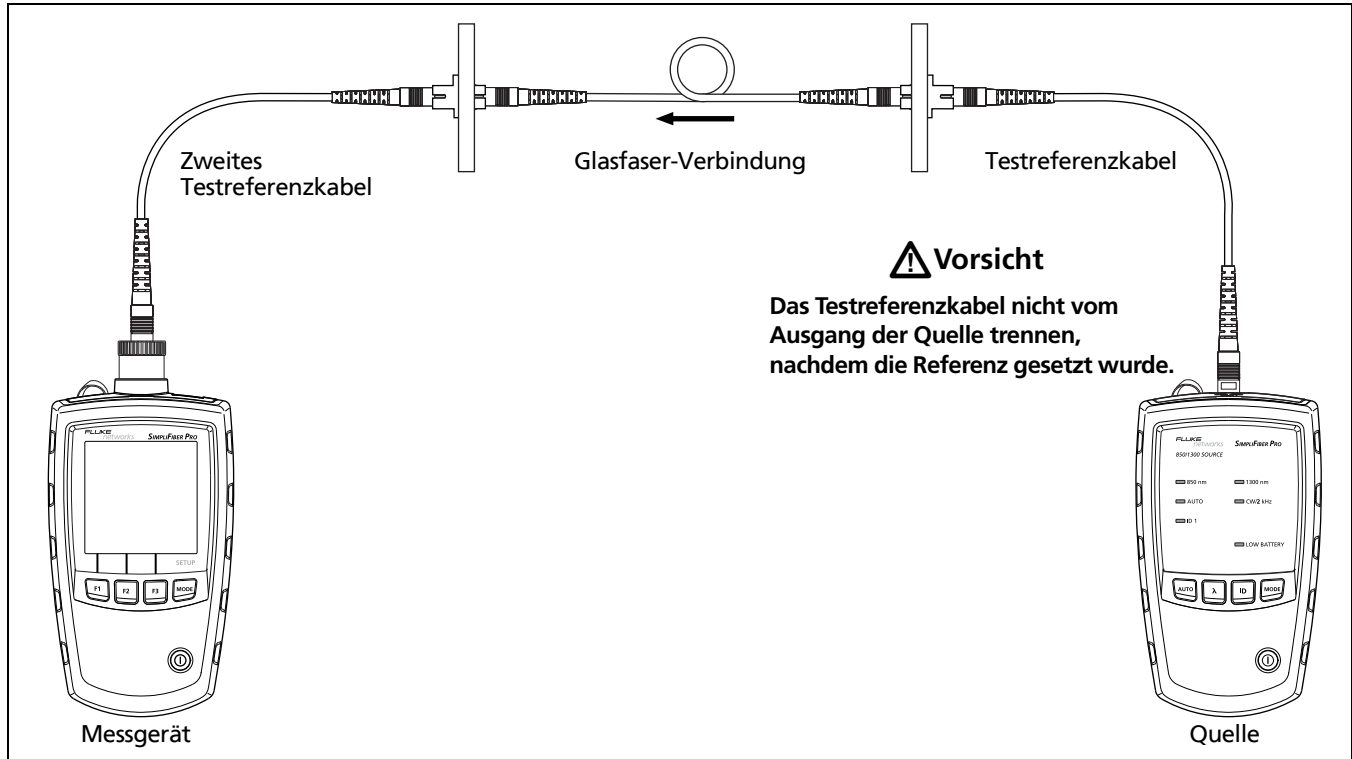 Zweites
Testreferenzkabel
Glasfaser-Verbindung
Testreferenzkabel
Vorsicht
Das Testreferenzkabel nicht vom
Ausgang der Quelle trennen,
nachdem die Referenz gesetzt wurde.
FLUKE
networks SIMPLIFIBER PRO
SETUP
F1 F2 F3 MODE
Messgerät
FLUKE
networks SIMPLIFIBER PRO
850/1300 SOURCE
850 nm 1300 nm
AUTO CW/2 kHz
ID 1
LOW BATTERY
AUTO λ ID MODE
Quelle